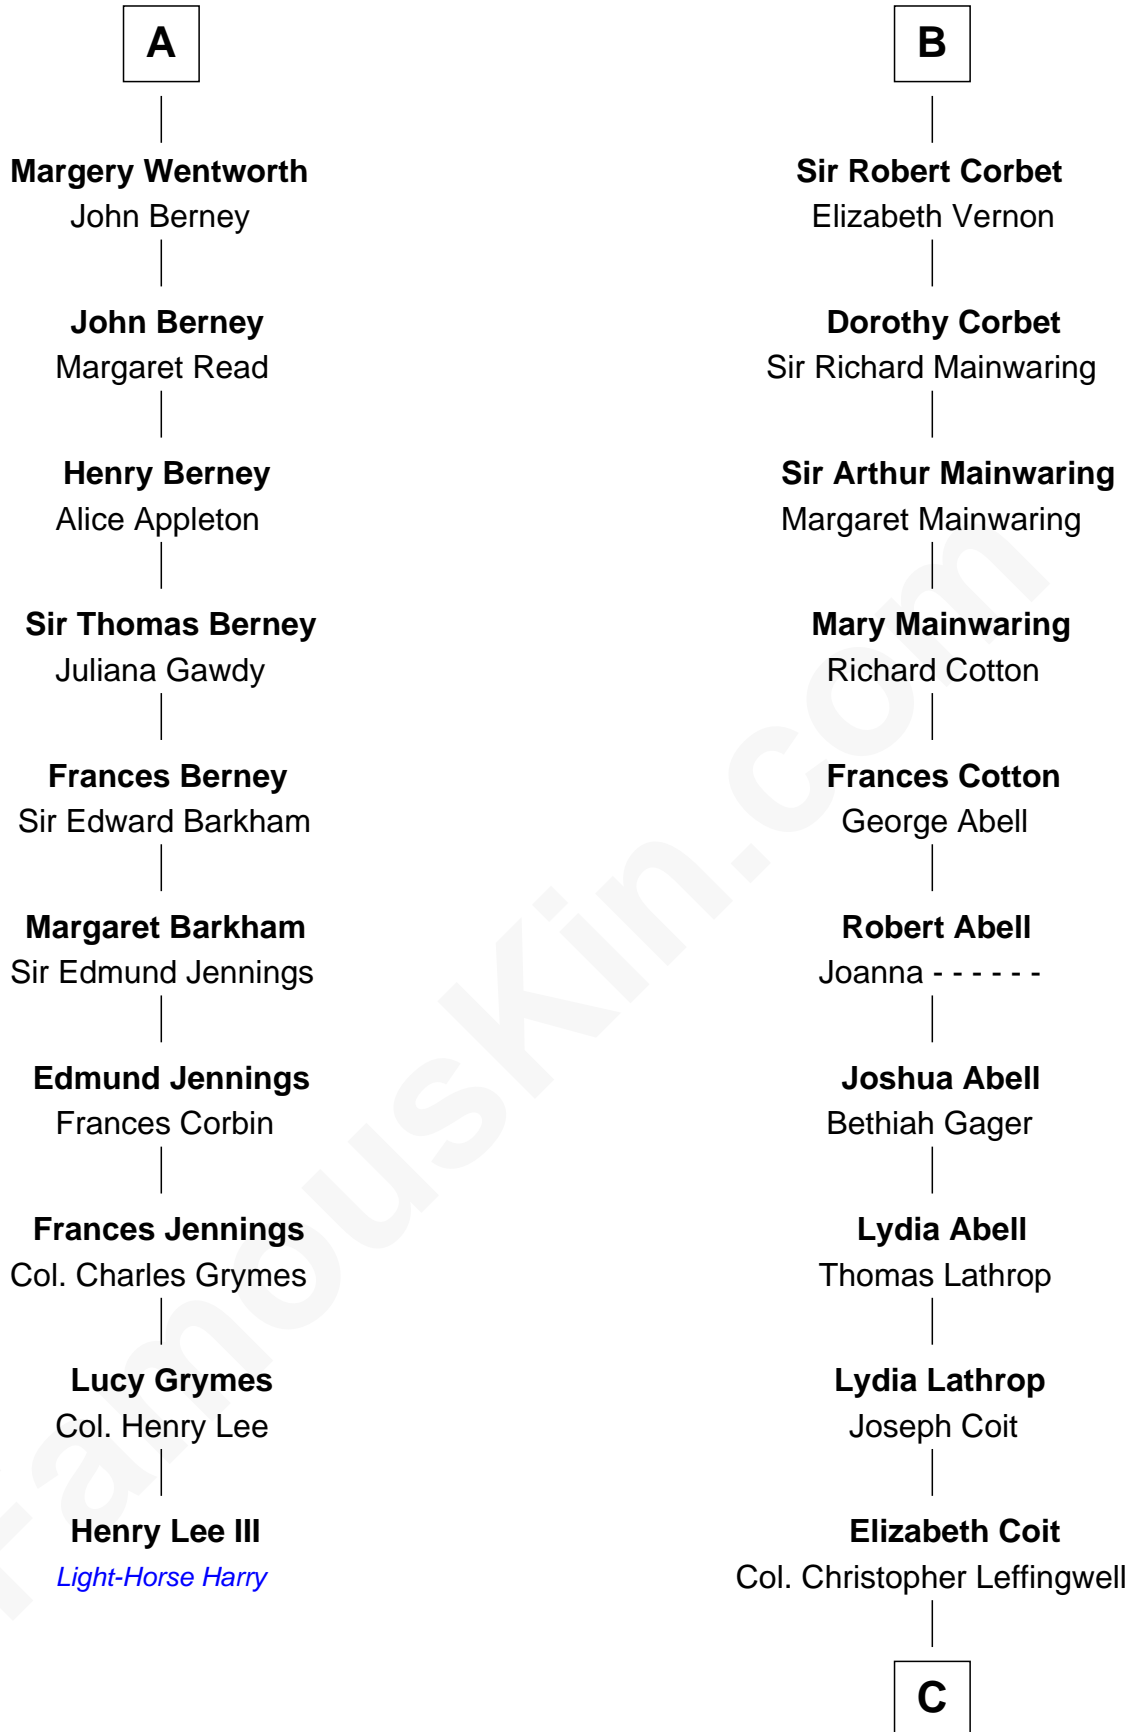 A
Margery Wentworth
John Berney
John Berney
Margaret Read
Henry Berney
Alice Appleton
Sir Thomas Berney
Juliana Gawdy
Frances Berney
Sir Edward Barkham
Margaret Barkham
Sir Edmund Jennings
Edmund Jennings
Frances Corbin
Frances Jennings
Col. Charles Grymes
Lucy Grymes
Col. Henry Lee
Henry Lee III
Light-Horse Harry
B
Sir Robert Corbet
Elizabeth Vernon
Dorothy Corbet
Sir Richard Mainwaring
Sir Arthur Mainwaring
Margaret Mainwaring
Mary Mainwaring
Richard Cotton
Frances Cotton
George Abell
Robert Abell
Joanna - - - - - -
Joshua Abell
Bethiah Gager
Lydia Abell
Thomas Lathrop
Lydia Lathrop
Joseph Coit
Elizabeth Coit
Col. Christopher Leffingwell
C
FamousKin.com